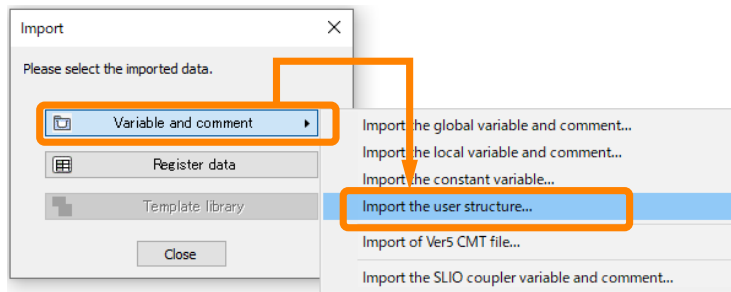 Import
Please select the imported data.
Variable and comment
Register data
Template library
Close
Import the global variable and comment...
Import the local variable and comment...
Import the constant variable...
Import the user structure...
Import of Ver5 CMT file...
Import the SLIO coupler variable and comment...